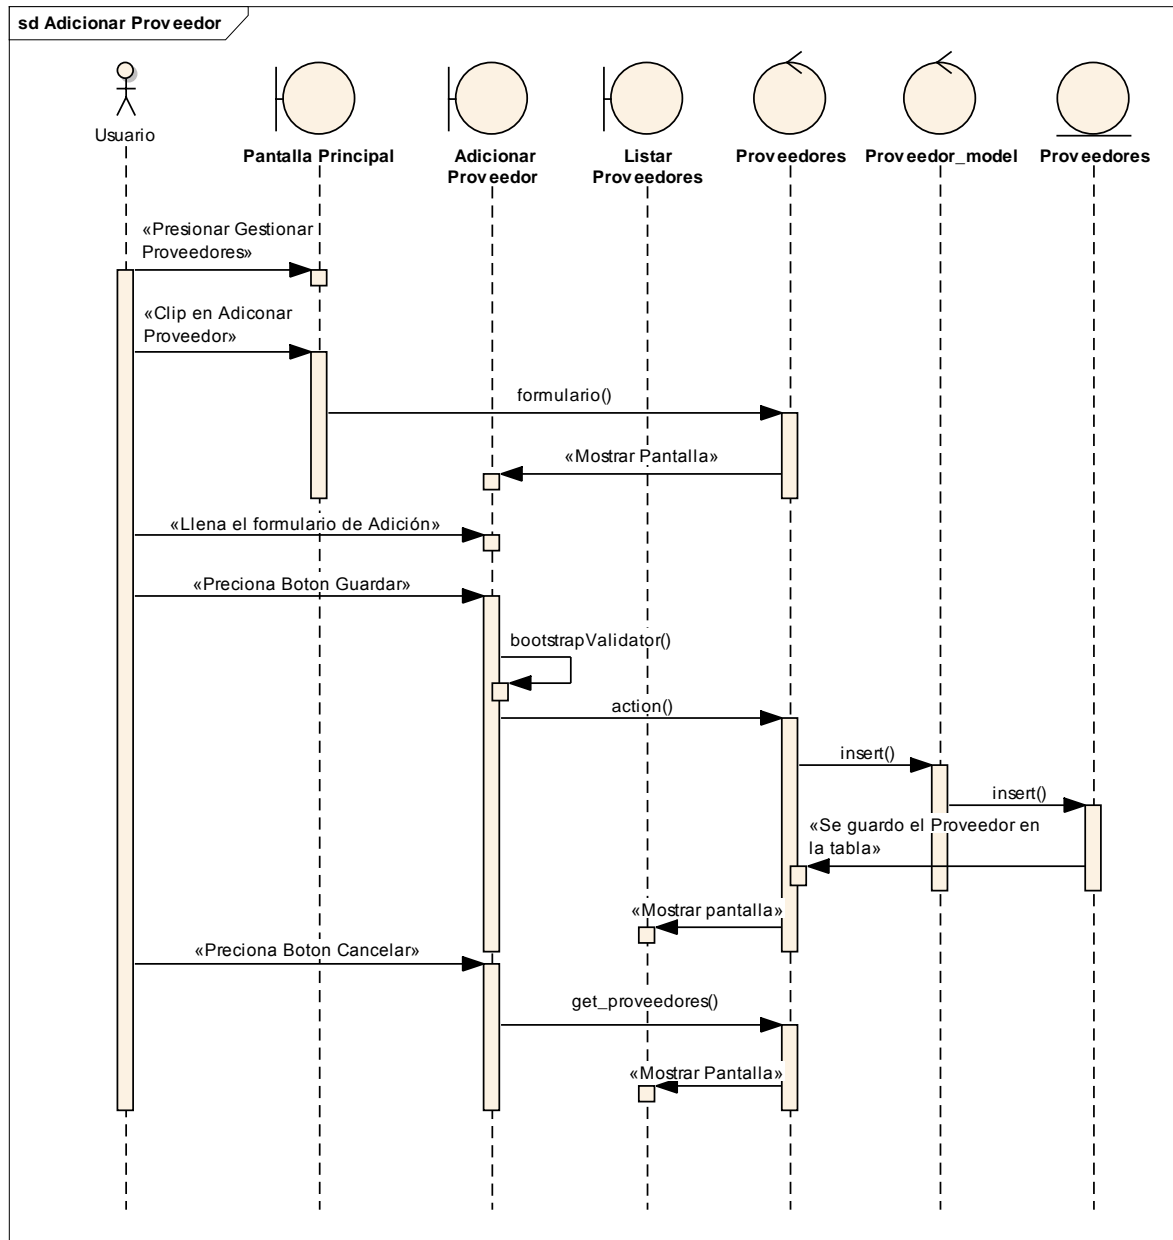 sd Adicionar Proveedor
Usuario
Pantalla Principal
Adicionar
Proveedor
Listar
Proveedores
Proveedores
Proveedor_model
Proveedores
«Presionar Gestionar
Proveedores»
«Clip en Adiconar
Proveedor»
formulario()
«Mostrar Pantalla»
«Llena el formulario de Adición»
«Preciona Boton Guardar»
bootstrapValidator()
action()
insert()
insert()
«Se guardo el Proveedor en
la tabla»
«Mostrar pantalla»
«Preciona Boton Cancelar»
get_proveedores()
«Mostrar Pantalla»